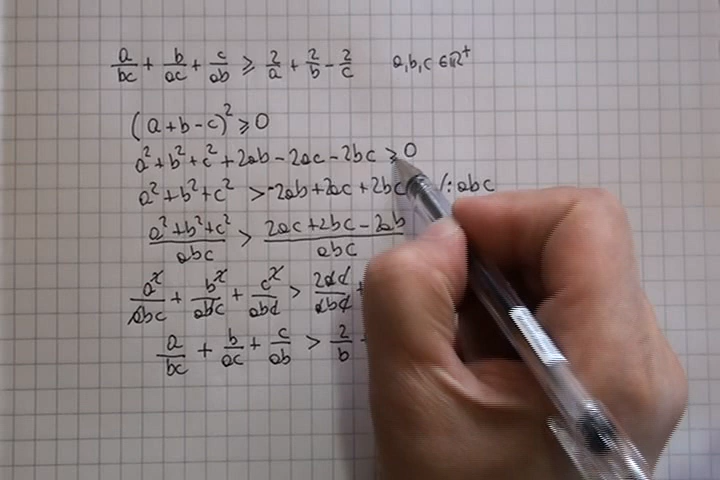 a/bc + b/ac + c/ab ≥ 2/a + 2/b - 2/c a,b,c ∈ ℝ⁺
(a+b-c)² ≥ 0
a² + b² + c² + 2ab - 2ac - 2bc ≥ 0
a² + b² + c² > -2ab + 2ac + 2bc /: abc
(a² + b² + c²)/abc > (2ac + 2bc - 2ab)/abc
a²/abc + b²/abc + c²/abc > 2ac/abc +
a/bc + b/ac + c/ab > 2/b +